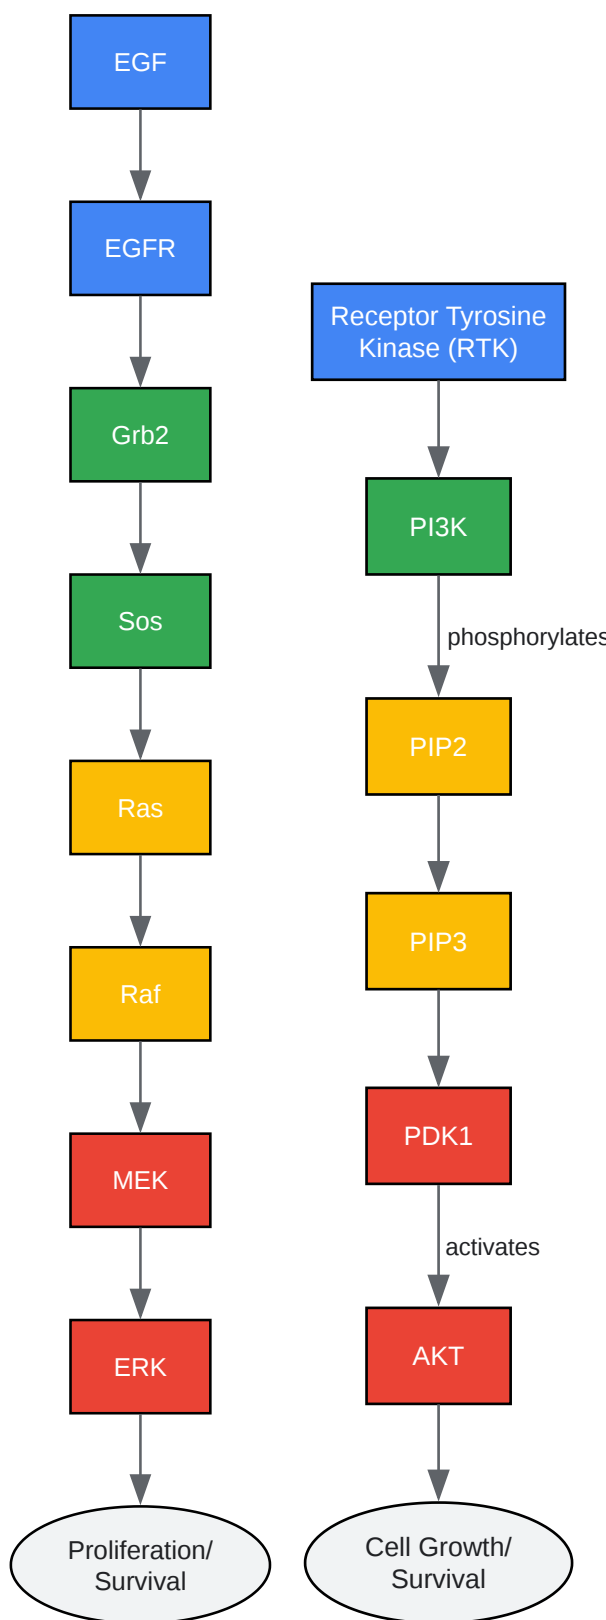 EGF
EGFR
Grb2
Sos
Ras
Raf
MEK
ERK
Proliferation/
Survival
Receptor Tyrosine
Kinase (RTK)
PI3K
phosphorylates
PIP2
PIP3
PDK1
activates
AKT
Cell Growth/
Survival